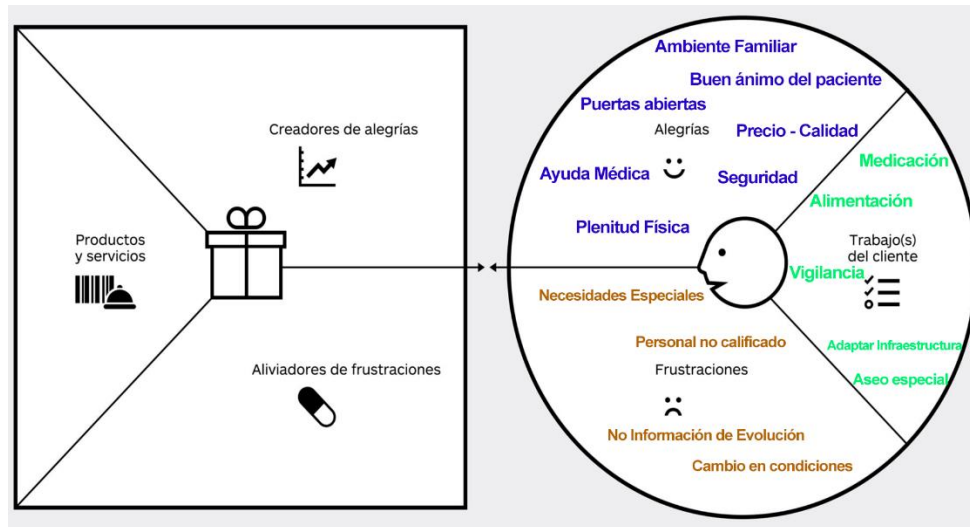 Creadores de alegrías
Productos
y servicios
Aliviadores de frustraciones
Ambiente Familiar
Buen ánimo del paciente
Puertas abiertas
Alegrías
Precio - Calidad
Ayuda Médica
Seguridad
Plenitud Física
Medicación
Alimentación
Trabajo(s)
del cliente
Vigilancia
Adaptar Infraestructura
Aseo especial
Necesidades Especiales
Personal no calificado
Frustraciones
No Información de Evolución
Cambio en condiciones